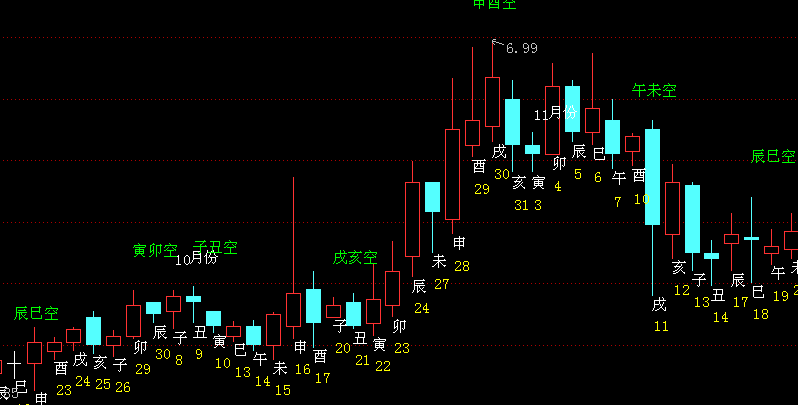 申酉空
6.99
午未空
11月份
辰巳空
寅卯空
子丑空
10月份
戌亥空
辰巳空
巳
申
酉
23
戌
24
亥
25
子
26
卯
29
辰
30
子
8
丑
9
寅
10
巳
13
午
14
未
15
申
16
酉
17
子
20
丑
21
寅
22
卯
23
辰
24
未
27
申
28
酉
29
戌
30
亥
31
寅
3
卯
4
辰
5
巳
6
午
7
酉
10
戌
11
亥
12
子
13
丑
14
辰
17
巳
18
午
19